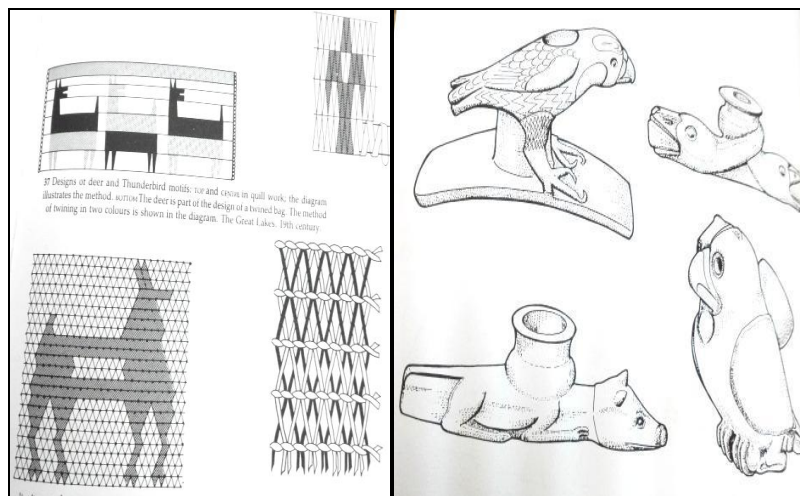 37 Designs of deer and Thunderbird motifs: TOP and CENTRE in quill work, the diagram
illustrates the method. BOTTOM The deer is part of the design of a twined bag. The method
of twining in two colours is shown in the diagram. The Great Lakes. 19th century